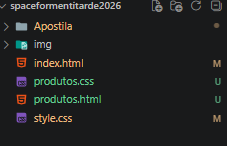 spaceformentitarde2026
Apostila
img
index.html M
produtos.css U
produtos.html U
style.css M